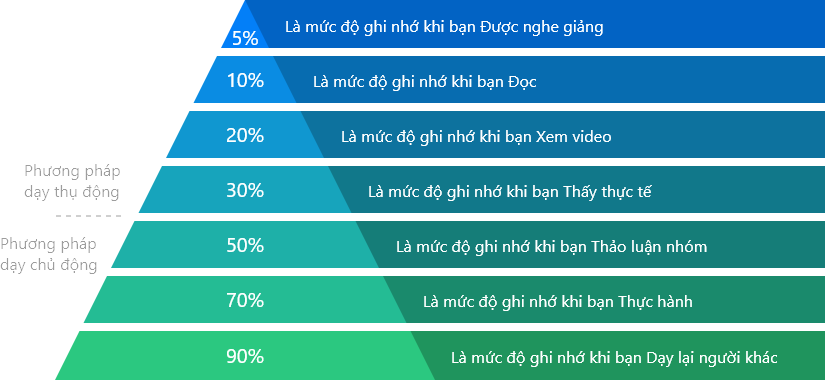 5% Là mức độ ghi nhớ khi bạn Được nghe giảng
10% Là mức độ ghi nhớ khi bạn Đọc
20% Là mức độ ghi nhớ khi bạn Xem video
Phương pháp
dạy thụ động
30% Là mức độ ghi nhớ khi bạn Thấy thực tế
Phương pháp
dạy chủ động
50% Là mức độ ghi nhớ khi bạn Thảo luận nhóm
70% Là mức độ ghi nhớ khi bạn Thực hành
90% Là mức độ ghi nhớ khi bạn Dạy lại người khác